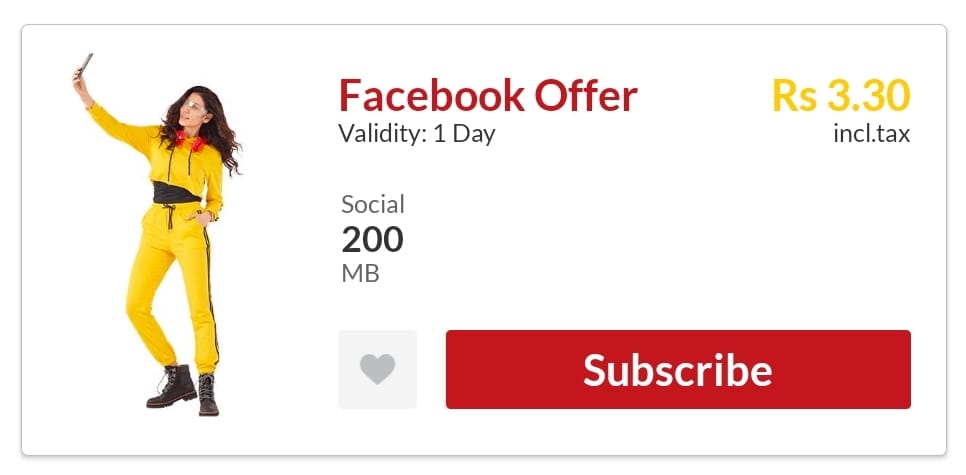 Facebook Offer
Rs 3.30
Validity: 1 Day
incl.tax
Social
200
MB
Subscribe